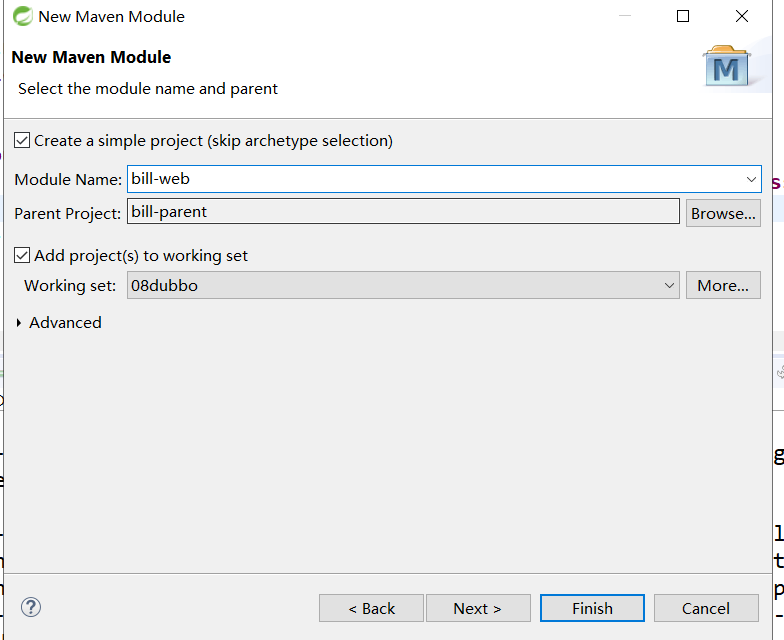 New Maven Module
New Maven Module
Select the module name and parent
M
Create a simple project (skip archetype selection)
Module Name: bill-web
Parent Project: bill-parent Browse...
Add project(s) to working set
Working set: 08dubbo More...
Advanced
? < Back Next > Finish Cancel